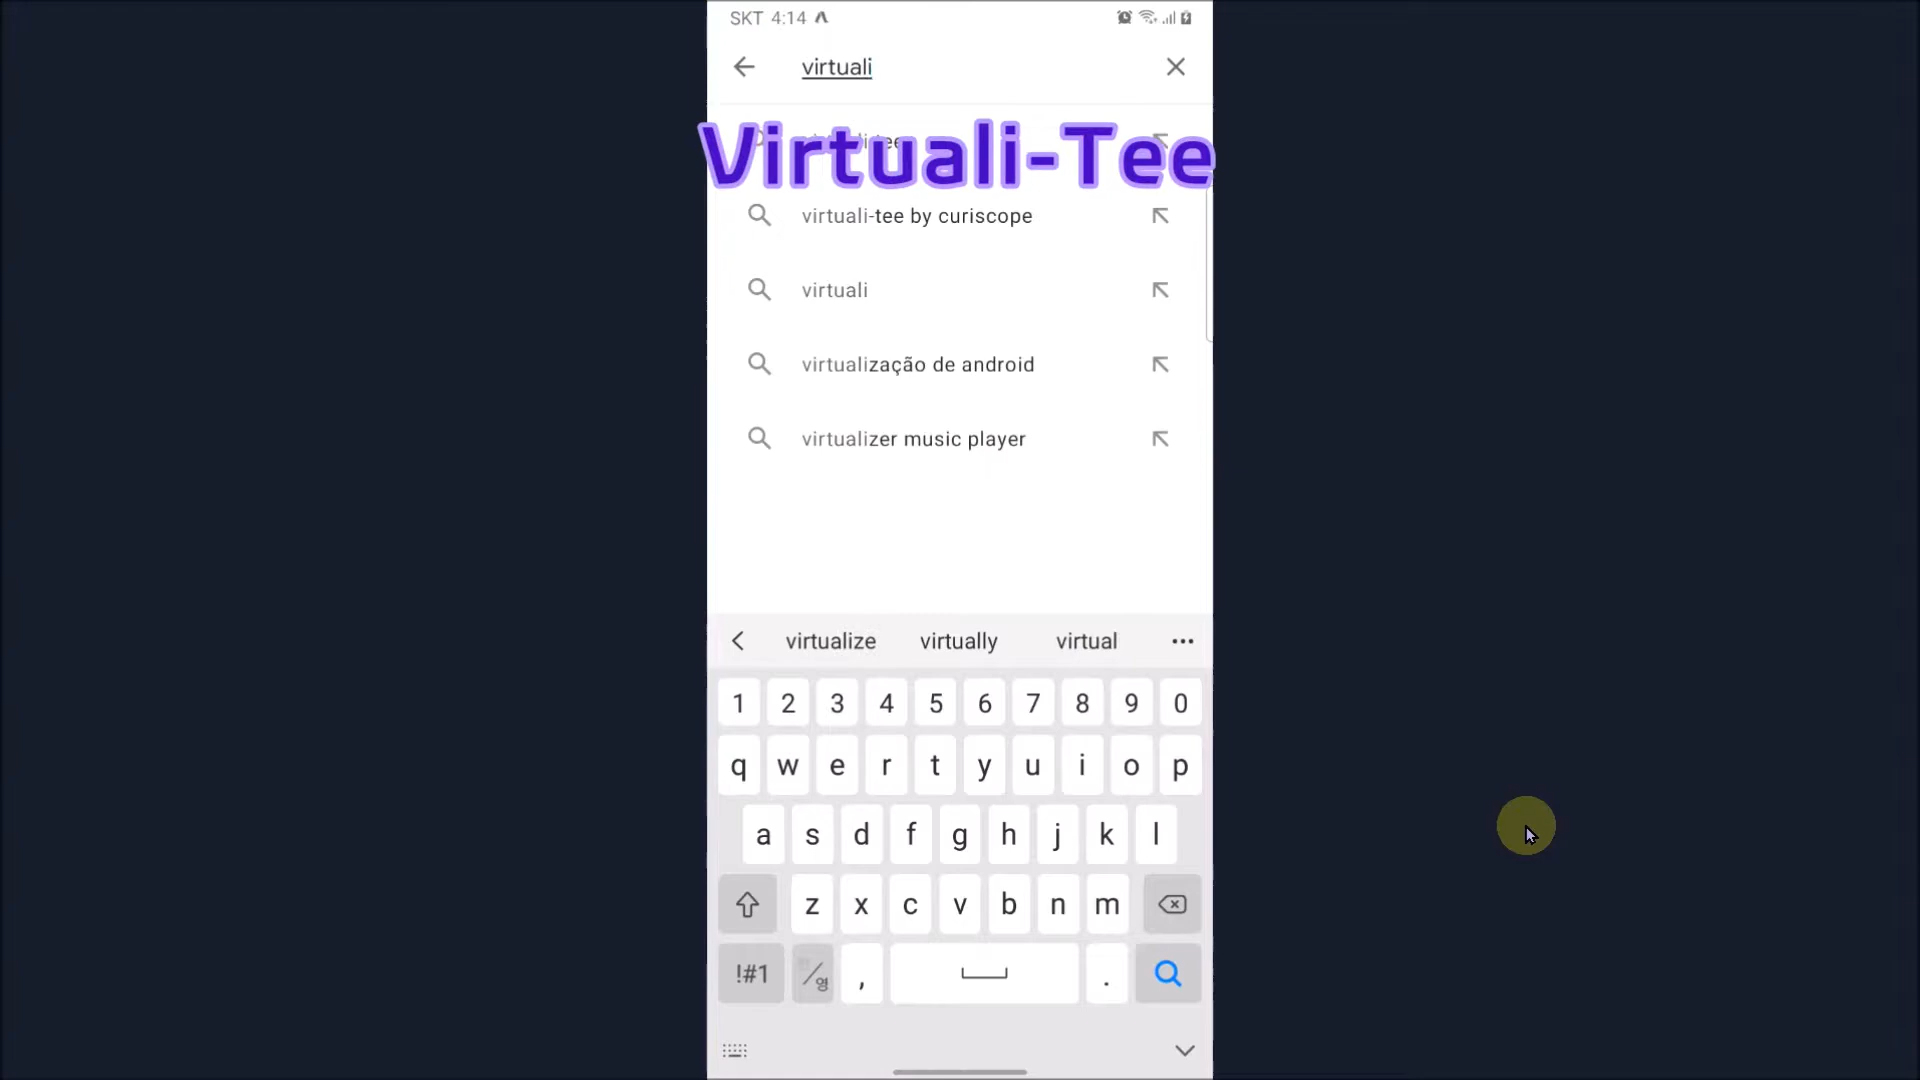 SKT 4:14
virtuali
Virtuali-Tee
virtuali-tee by curiscope
virtuali
virtualização de android
virtualizer music player
virtualize virtually virtual
1 2 3 4 5 6 7 8 9 0
q w e r t y u i o p
a s d f g h j k l
z x c v b n m
!#1 / 영 , .